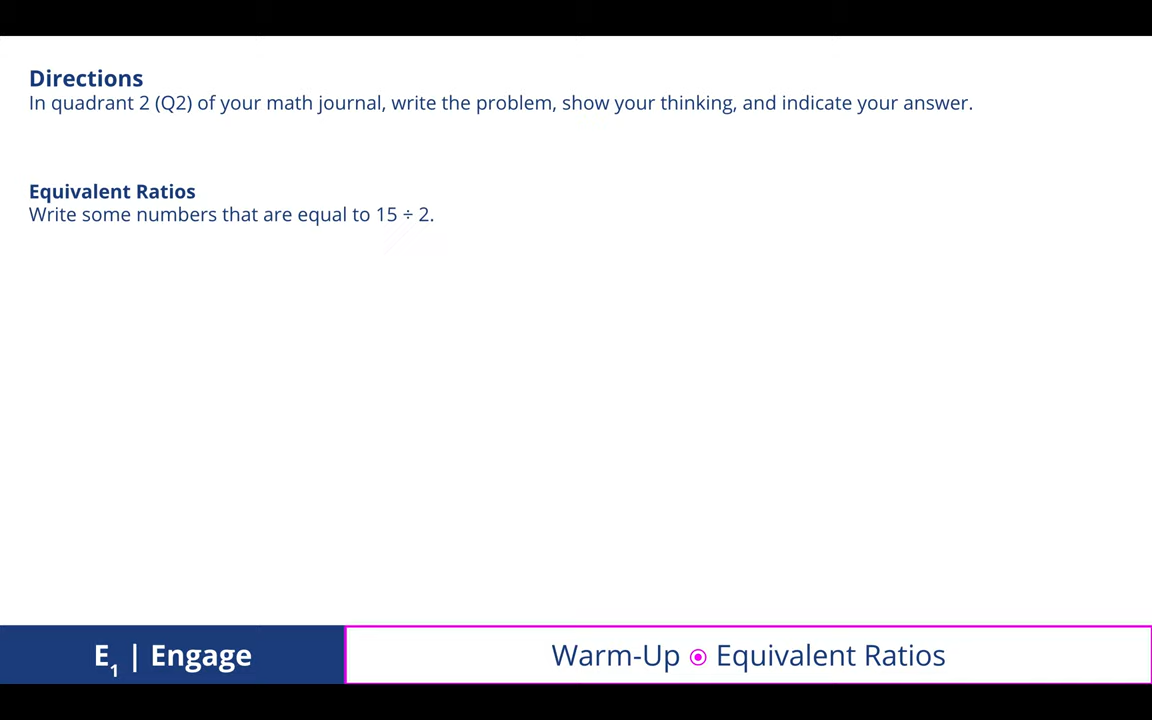 Directions
In quadrant 2 (Q2) of your math journal, write the problem, show your thinking, and indicate your answer.
Equivalent Ratios
Write some numbers that are equal to 15 ÷ 2.
E1 | Engage
Warm-Up ⦿ Equivalent Ratios